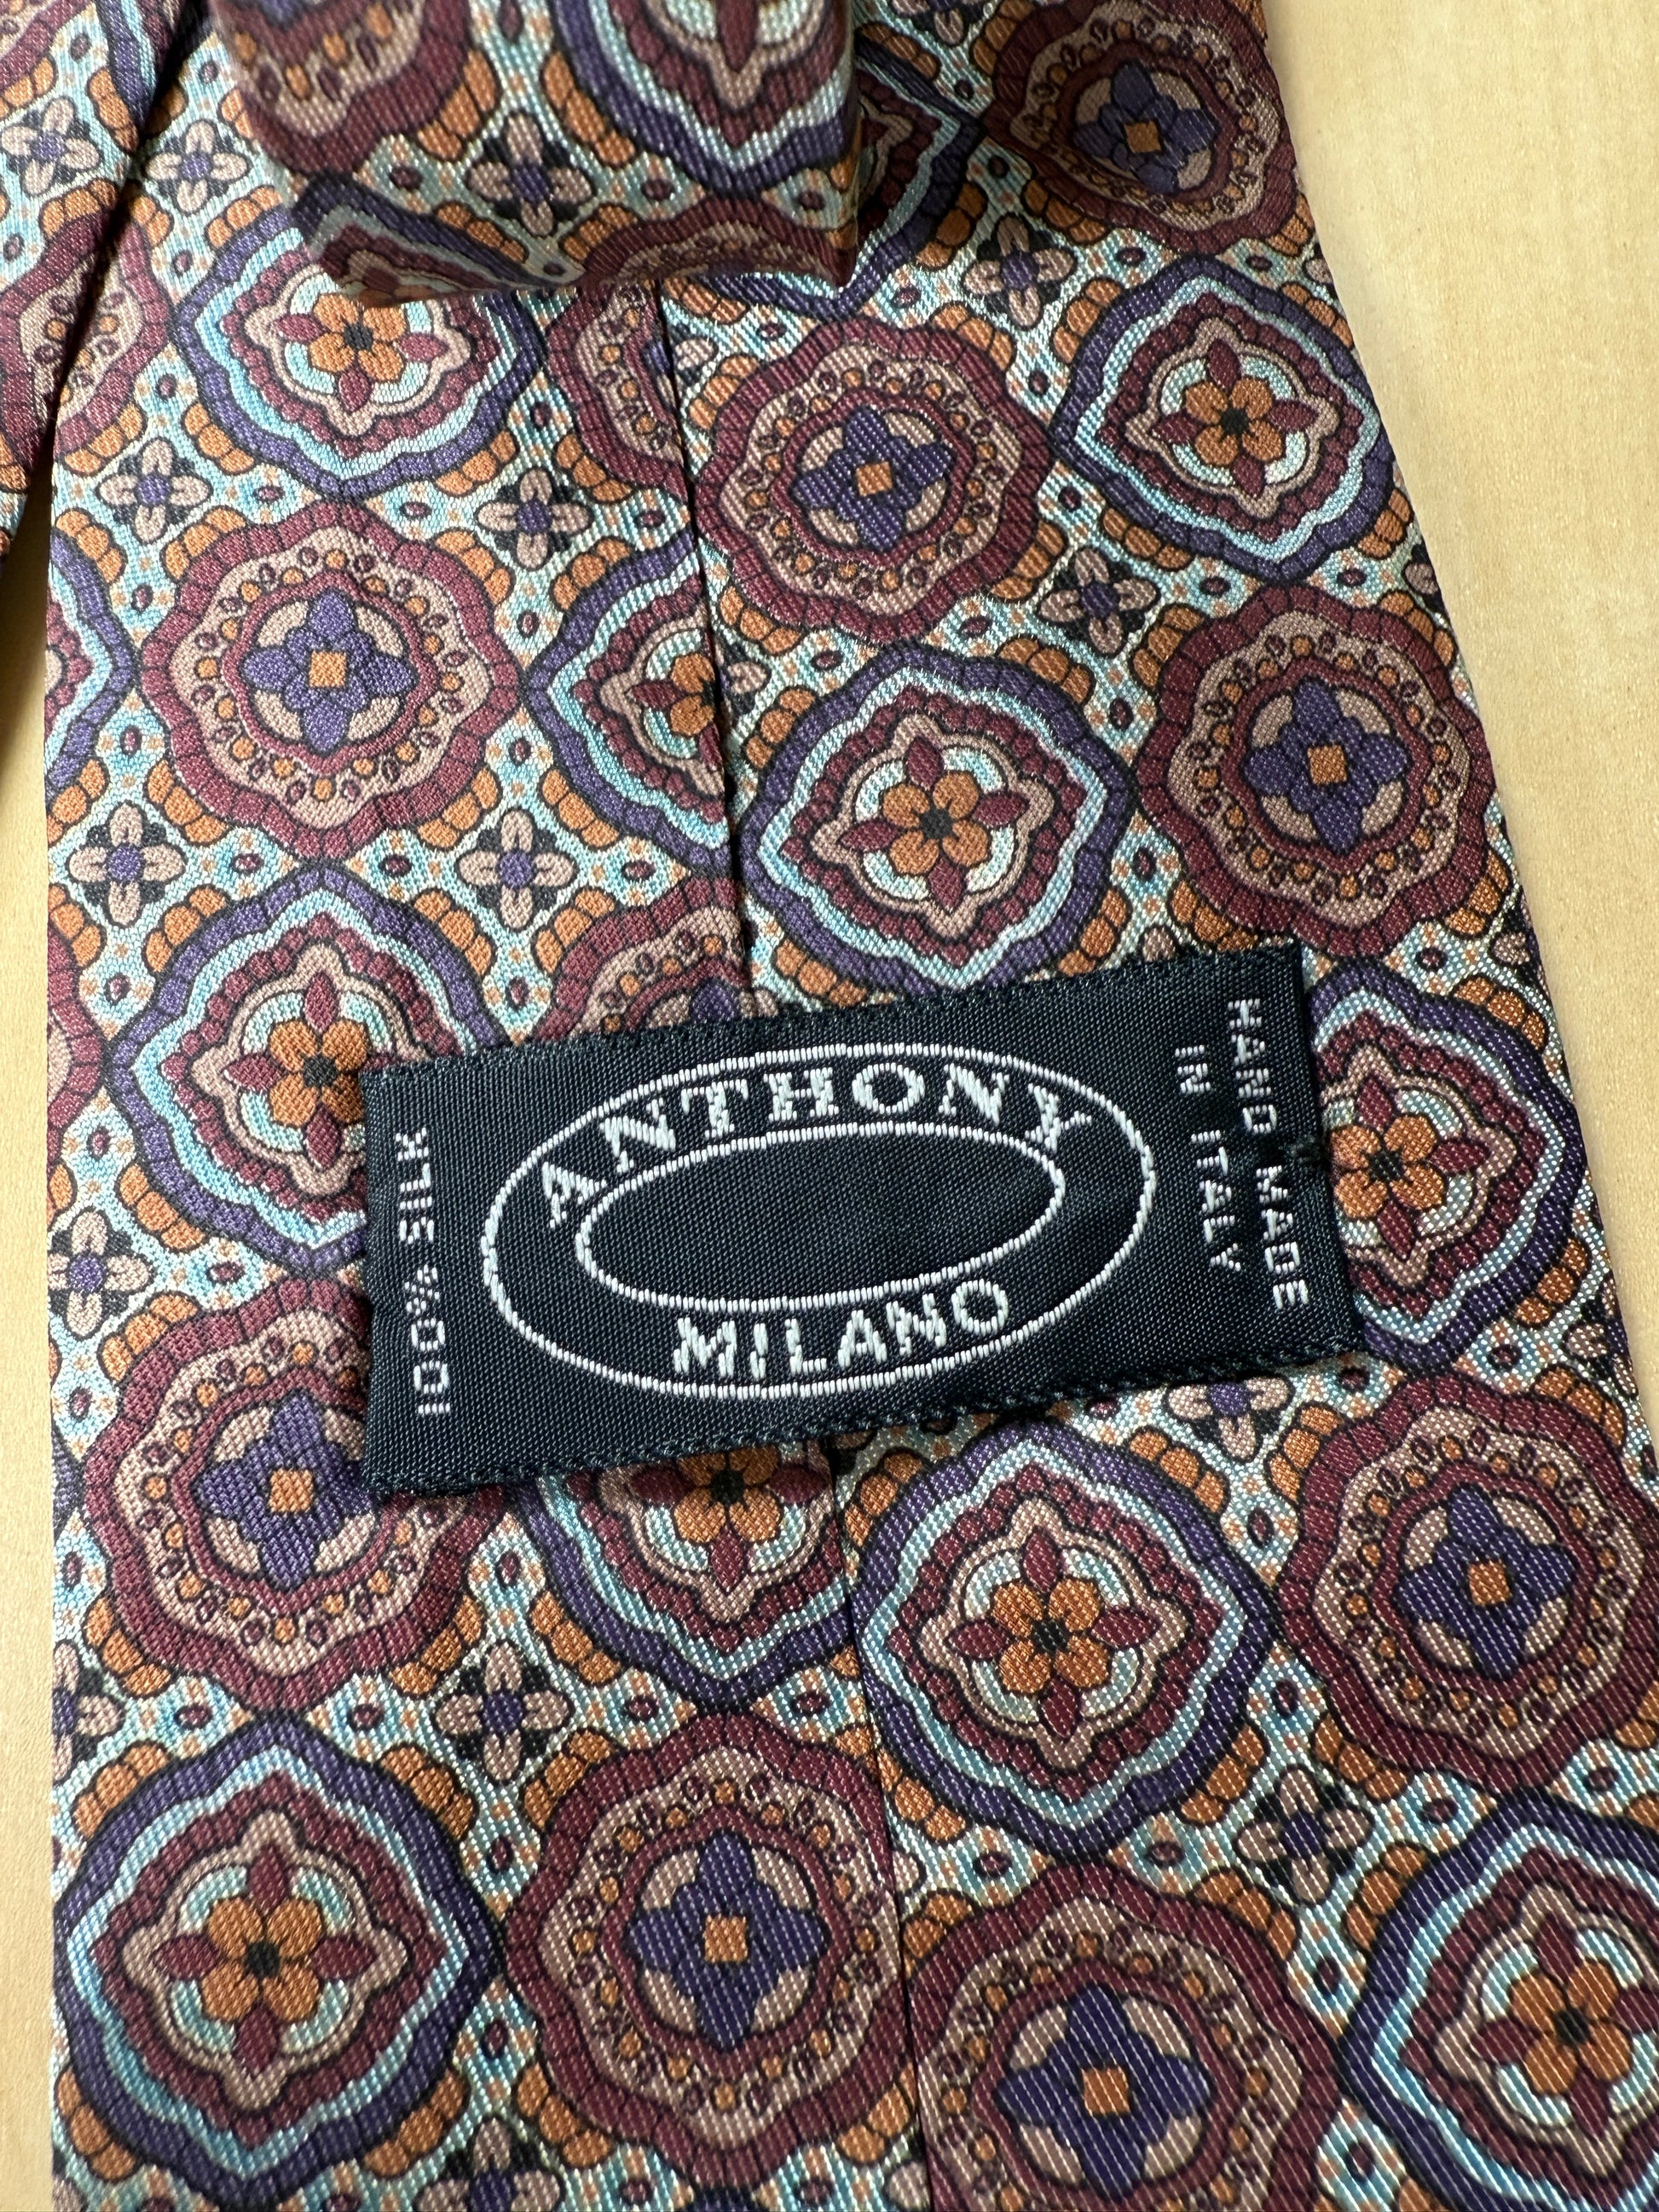 100% SILK
ANTHONY
MILANO
HAND MADE
IN ITALY